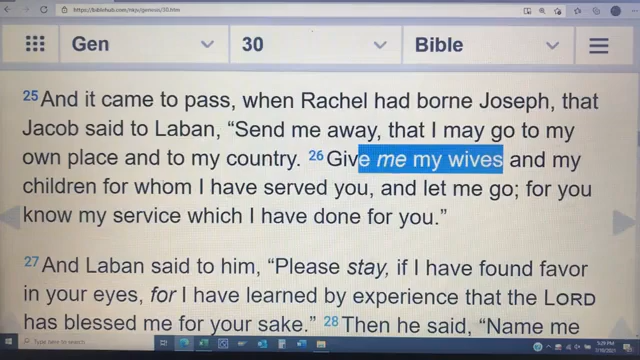 https://biblehub.com/nkjv/genesis/30.htm
Gen 30 Bible
25 And it came to pass, when Rachel had borne Joseph, that
Jacob said to Laban, “Send me away, that I may go to my
own place and to my country. 26 Give me my wives and my
children for whom I have served you, and let me go; for you
know my service which I have done for you.”
27 And Laban said to him, “Please stay, if I have found favor
in your eyes, for I have learned by experience that the LORD
has blessed me for your sake.” 28 Then he said, “Name me
Type here to search